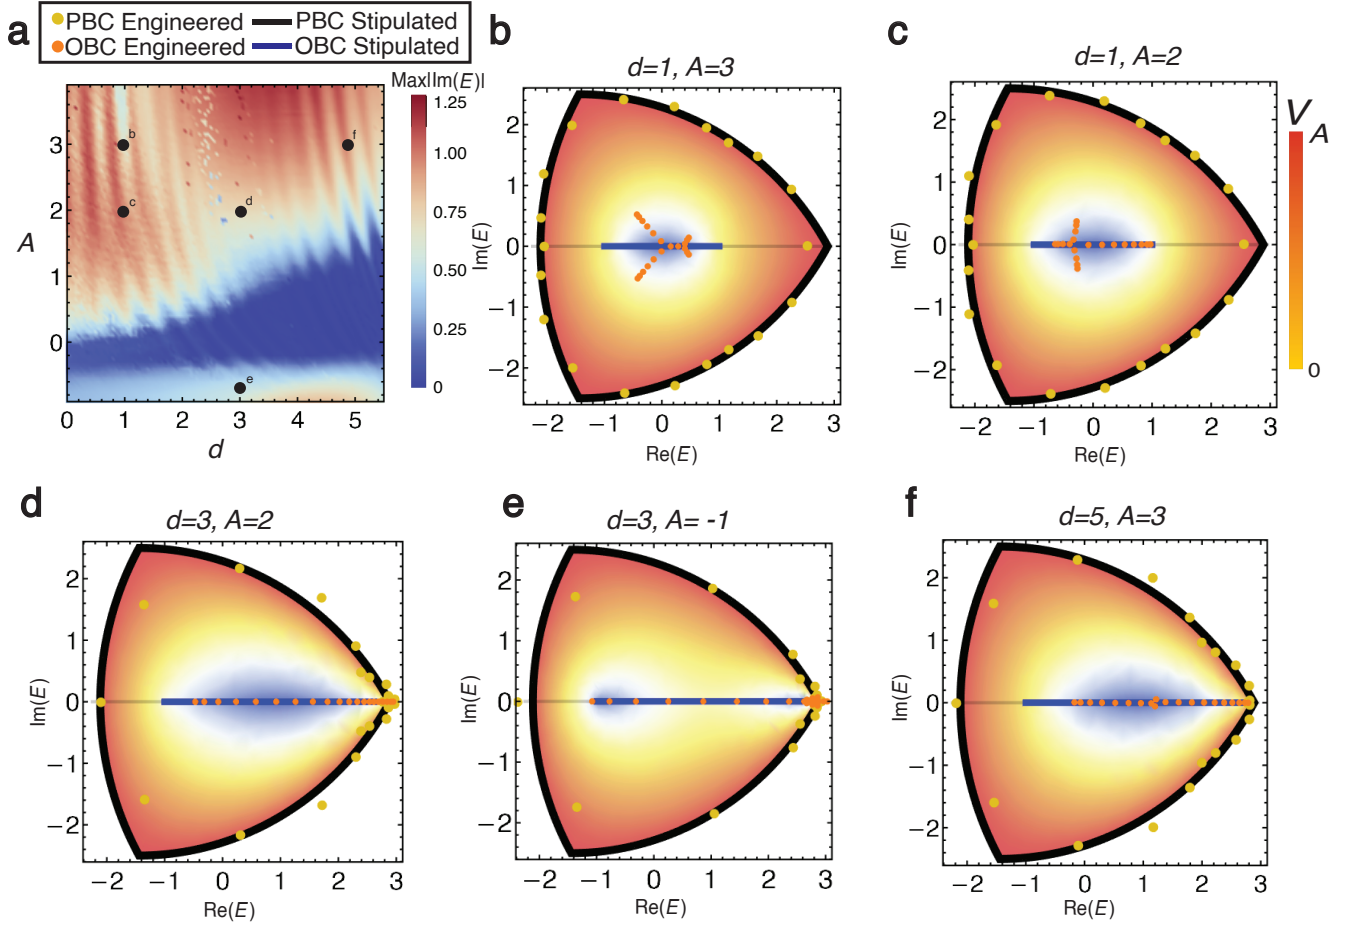 a
PBC Engineered
PBC Stipulated
OBC Engineered
OBC Stipulated
Max|Im(E)|
1.25
1.00
0.75
0.50
0.25
0
3
2
1
0
A
b
c
d
e
f
0 1 2 3 4 5
d
b
d=1, A=3
2
1
0
−1
−2
Im(E)
−2 −1 0 1 2 3
Re(E)
c
d=1, A=2
2
1
0
−1
−2
Im(E)
−2 −1 0 1 2 3
Re(E)
V
A
0
d
d=3, A=2
2
1
0
−1
−2
Im(E)
−2 −1 0 1 2 3
Re(E)
e
d=3, A= -1
2
1
0
−1
−2
Im(E)
−2 −1 0 1 2 3
Re(E)
f
d=5, A=3
2
1
0
−1
−2
Im(E)
−2 −1 0 1 2 3
Re(E)